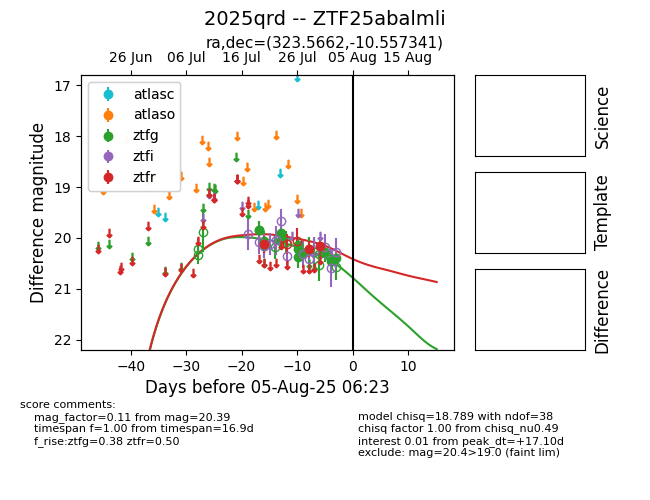 2025qrd -- ZTF25abalmli
ra,dec=(323.5662,-10.557341)
26 Jun 06 Jul 16 Jul 26 Jul 05 Aug 15 Aug
17
18
19
20
21
22
Difference magnitude
atlasc
atlaso
ztfg
ztfi
ztfr
−40 −30 −20 −10 0 10
Days before 05-Aug-25 06:23
Science
Template
Difference
score comments:
mag_factor=0.11 from mag=20.39
timespan f=1.00 from timespan=16.9d
f_rise:ztfg=0.38 ztfr=0.50
model chisq=18.789 with ndof=38
chisq factor 1.00 from chisq_nu0.49
interest 0.01 from peak_dt=+17.10d
exclude: mag=20.4>19.0 (faint lim)